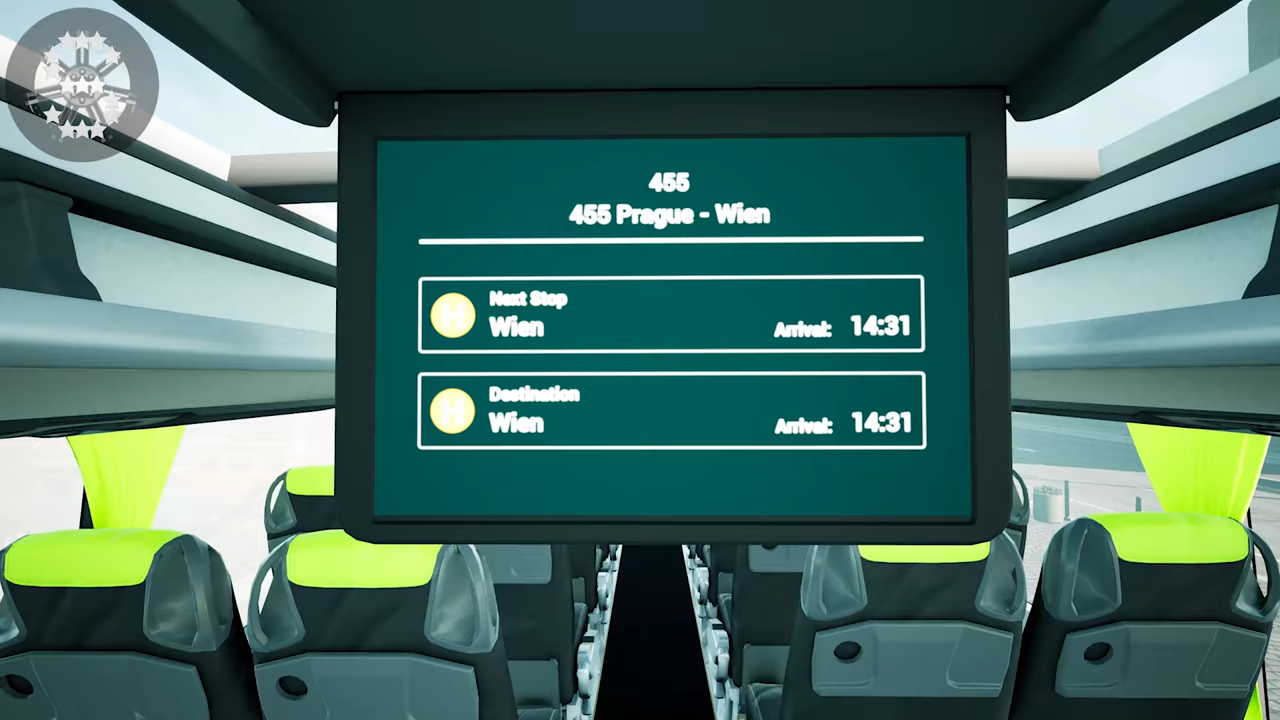 455
455 Prague - Wien
Next Stop
Wien
Arrival: 14:31
Destination
Wien
Arrival: 14:31